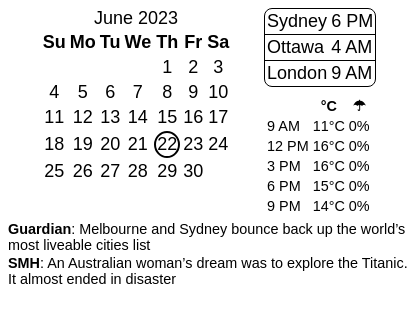 June 2023
Su Mo Tu We Th Fr Sa
1 2 3
4 5 6 7 8 9 10
11 12 13 14 15 16 17
18 19 20 21 22 23 24
25 26 27 28 29 30
Sydney 6 PM
Ottawa 4 AM
London 9 AM
°C ☂
9 AM 11°C 0%
12 PM 16°C 0%
3 PM 16°C 0%
6 PM 15°C 0%
9 PM 14°C 0%
Guardian: Melbourne and Sydney bounce back up the world’s
most liveable cities list
SMH: An Australian woman’s dream was to explore the Titanic.
It almost ended in disaster